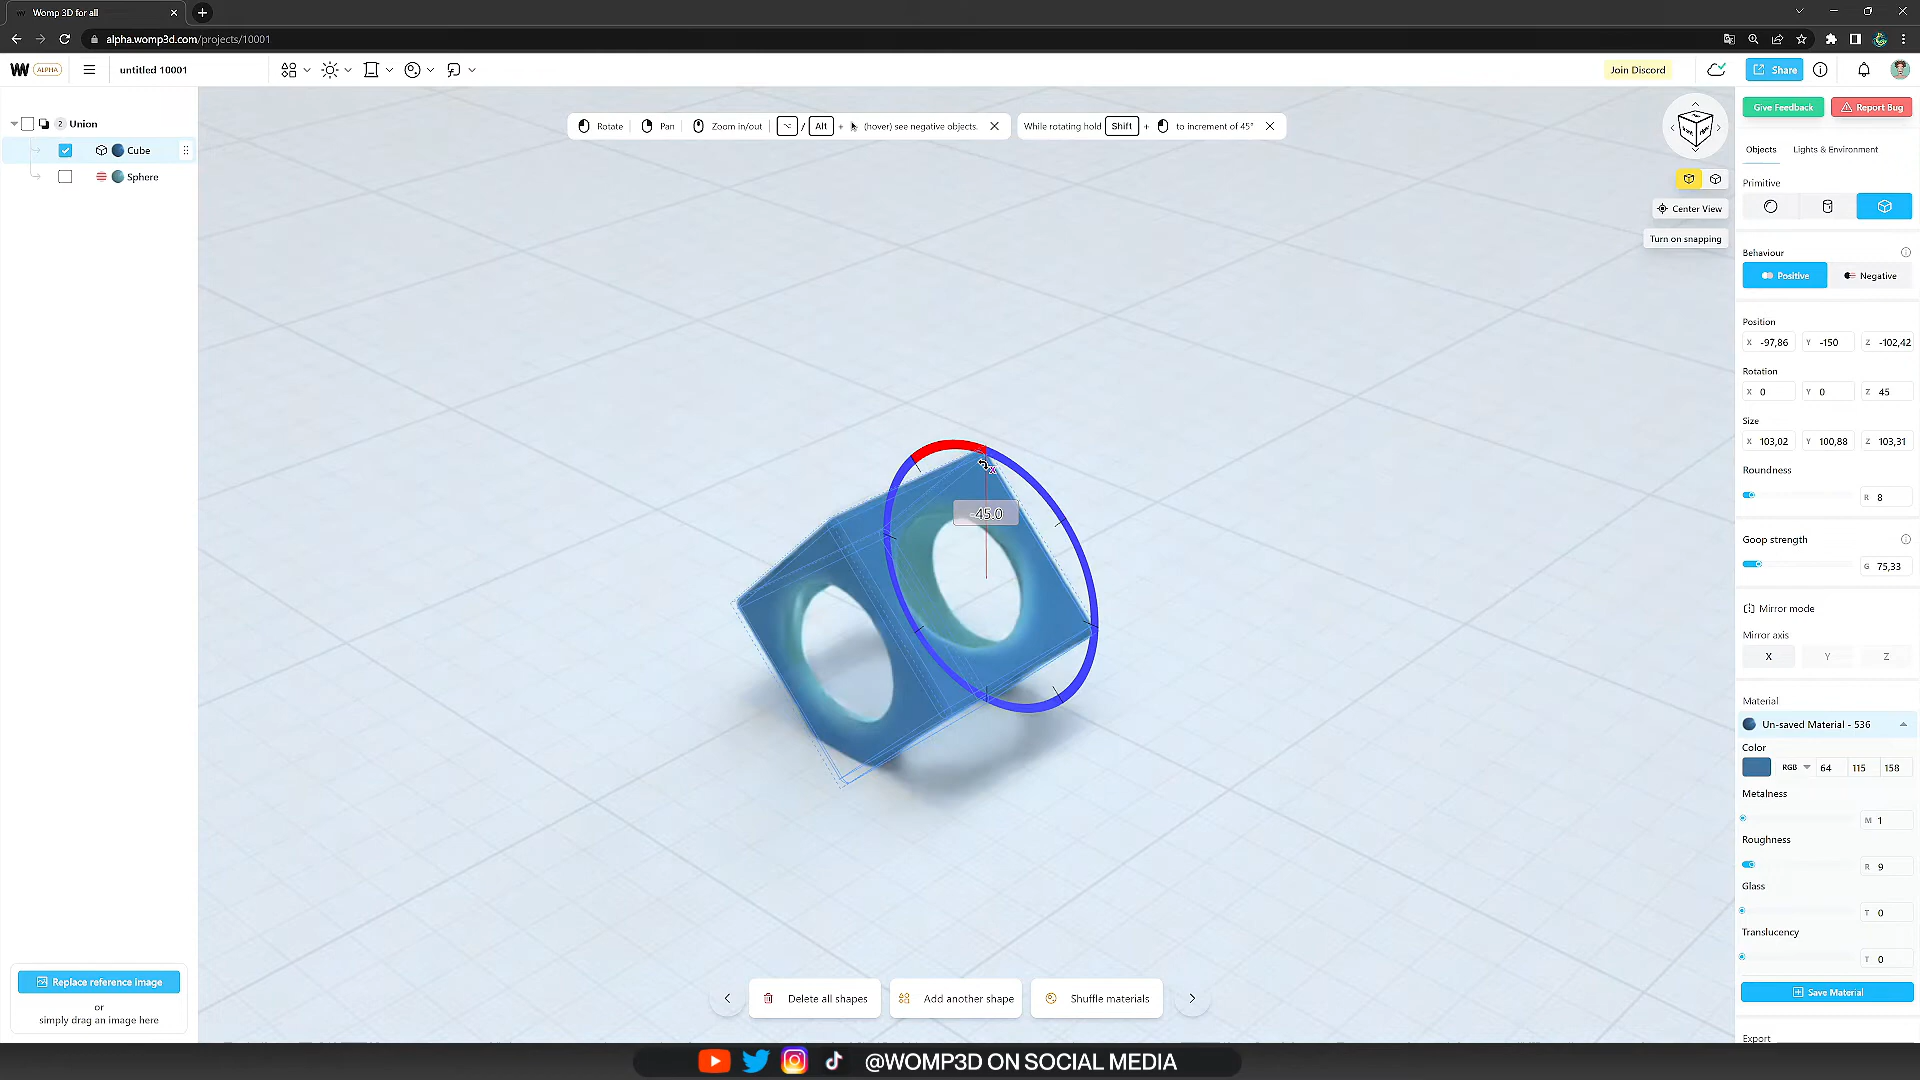 Womp 3D for all
alpha.womp3d.com/projects/10001
ALPHA
untitled 10001
Join Discord
Share
2 Union
Cube
Sphere
Rotate
Pan
Zoom in/out
/ Alt + (hover) see negative objects.
While rotating hold Shift + to increment of 45°
Give Feedback
Report Bug
Objects
Lights & Environment
Center View
Turn on snapping
Primitive
Behaviour
Positive
Negative
Position
X -97,86
Y -150
Z -102,42
Rotation
X 0
Y 0
Z 45
Size
X 103,02
Y 100,88
Z 103,31
Roundness
R 8
Goop strength
G 75,33
Mirror mode
Mirror axis
X
Y
Z
Material
Un-saved Material - 536
Color
RGB 64 115 158
Metalness
M 1
Roughness
R 9
Glass
T 0
Translucency
T 0
Save Material
Export
-45.0
Replace reference image
or
simply drag an image here
Delete all shapes
Add another shape
Shuffle materials
@WOMP3D ON SOCIAL MEDIA